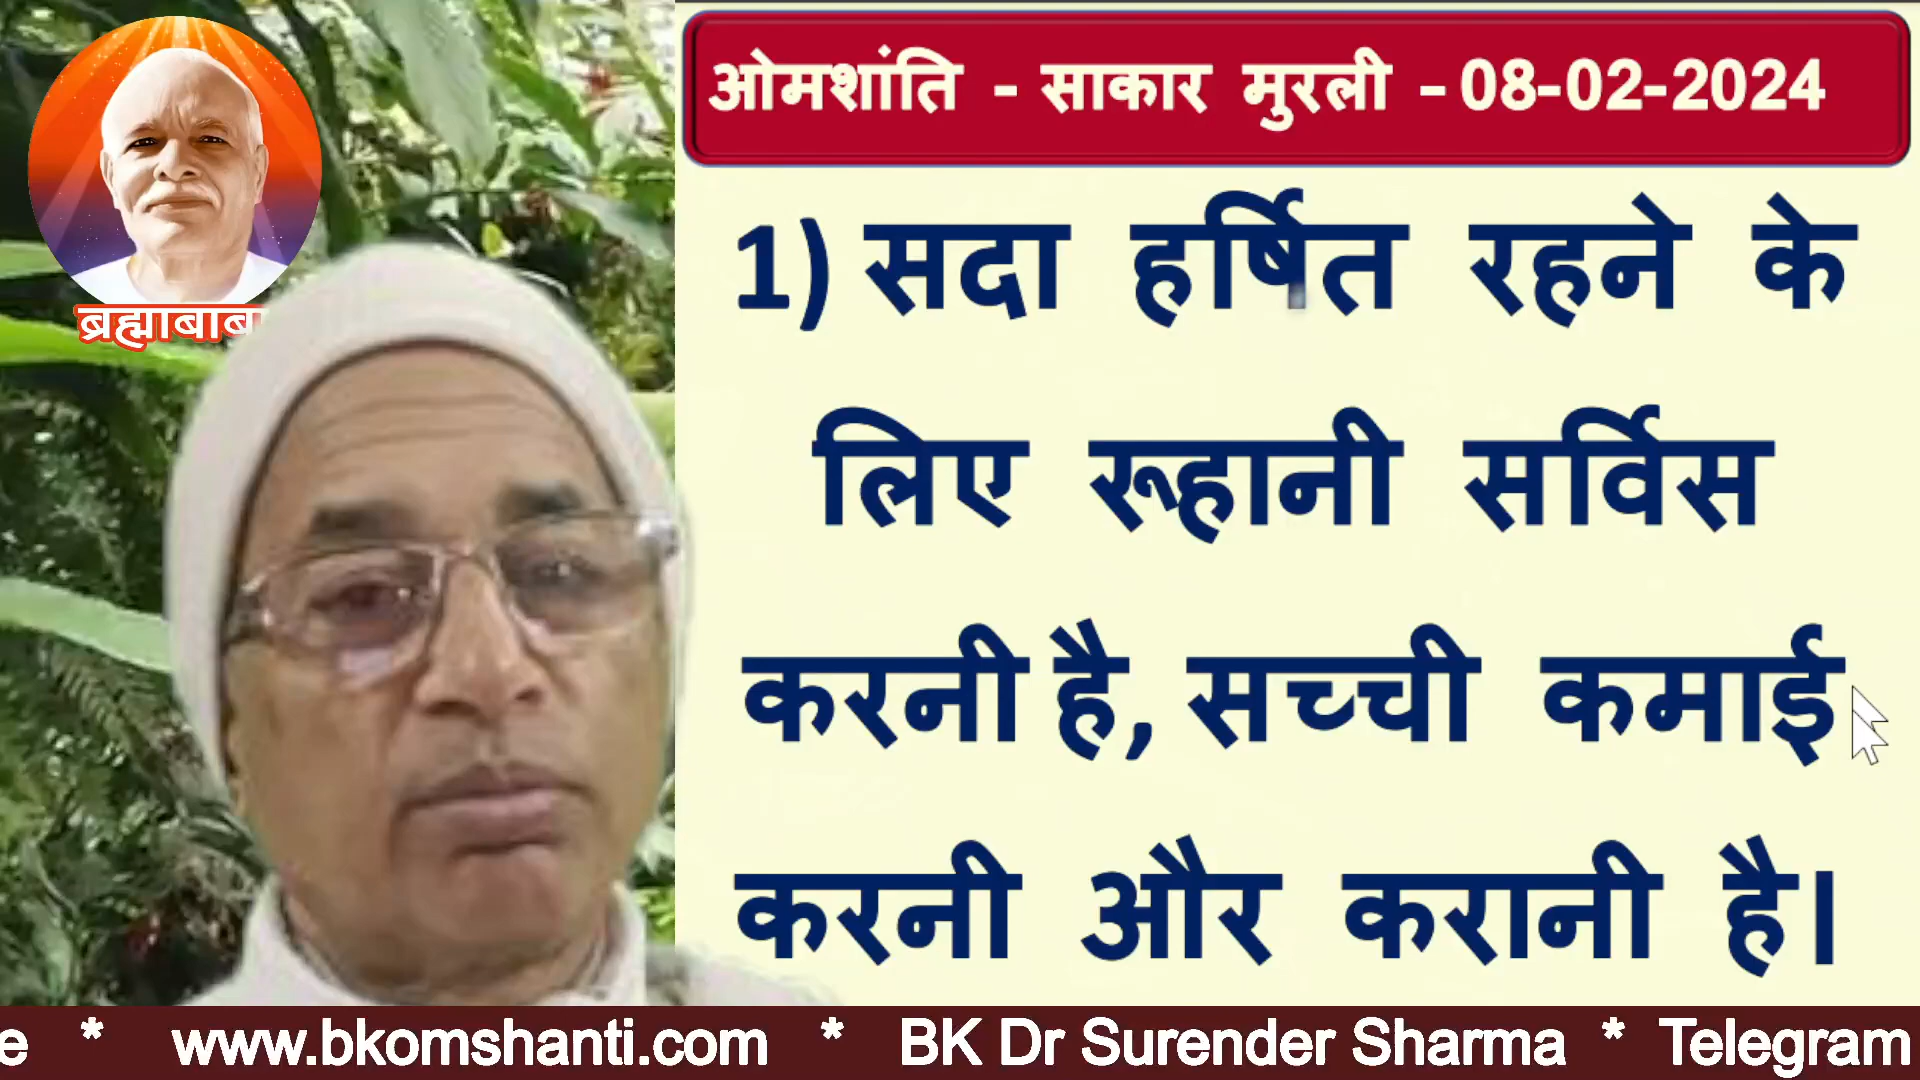 ओमशांति - साकार मुरली - 08-02-2024
ब्रह्माबाब
1) सदा हर्षित रहने के
लिए रूहानी सर्विस
करनी है, सच्ची कमाई
करनी और करानी है।
e * www.bkomshanti.com * BK Dr Surender Sharma * Telegram